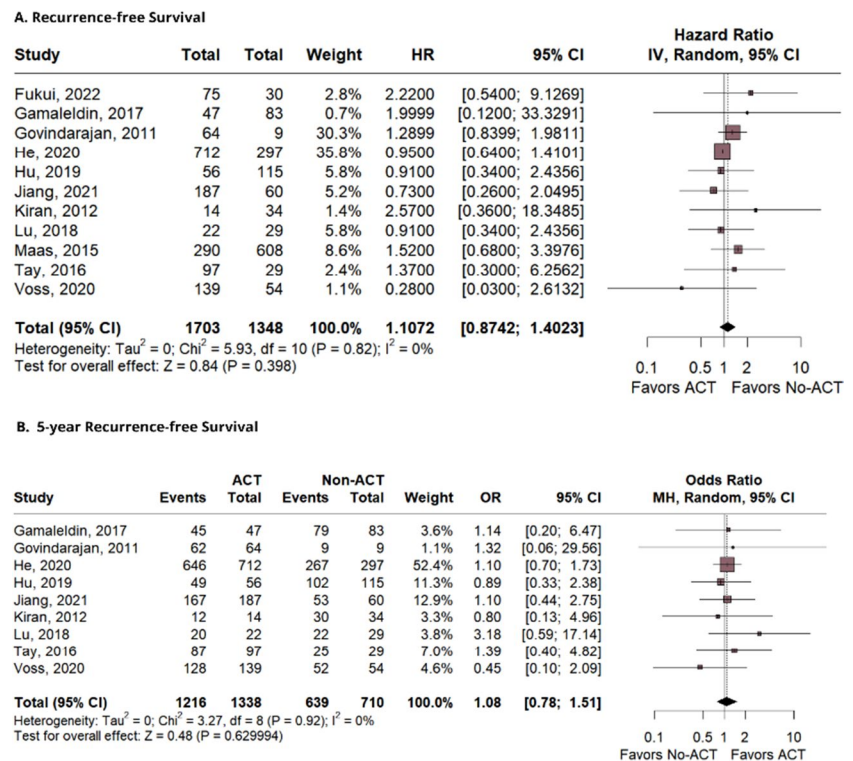 A. Recurrence-free Survival
Hazard Ratio
Study Total Total Weight HR 95% CI IV, Random, 95% CI
Fukui, 2022 75 30 2.8% 2.2200 [0.5400; 9.1269]
Gamaleldin, 2017 47 83 0.7% 1.9999 [0.1200; 33.3291]
Govindarajan, 2011 64 9 30.3% 1.2899 [0.8399; 1.9811]
He, 2020 712 297 35.8% 0.9500 [0.6400; 1.4101]
Hu, 2019 56 115 5.8% 0.9100 [0.3400; 2.4356]
Jiang, 2021 187 60 5.2% 0.7300 [0.2600; 2.0495]
Kiran, 2012 14 34 1.4% 2.5700 [0.3600; 18.3485]
Lu, 2018 22 29 5.8% 0.9100 [0.3400; 2.4356]
Maas, 2015 290 608 8.6% 1.5200 [0.6800; 3.3976]
Tay, 2016 97 29 2.4% 1.3700 [0.3000; 6.2562]
Voss, 2020 139 54 1.1% 0.2800 [0.0300; 2.6132]
Total (95% CI) 1703 1348 100.0% 1.1072 [0.8742; 1.4023]
Heterogeneity: Tau² = 0; Chi² = 5.93, df = 10 (P = 0.82); I² = 0%
Test for overall effect: Z = 0.84 (P = 0.398)
0.1 0.5 1 2 10
Favors ACT Favors No-ACT
B. 5-year Recurrence-free Survival
ACT Non-ACT Odds Ratio
Study Events Total Events Total Weight OR 95% CI MH, Random, 95% CI
Gamaleldin, 2017 45 47 79 83 3.6% 1.14 [0.20; 6.47]
Govindarajan, 2011 62 64 9 9 1.1% 1.32 [0.06; 29.56]
He, 2020 646 712 267 297 52.4% 1.10 [0.70; 1.73]
Hu, 2019 49 56 102 115 11.3% 0.89 [0.33; 2.38]
Jiang, 2021 167 187 53 60 12.9% 1.10 [0.44; 2.75]
Kiran, 2012 12 14 30 34 3.3% 0.80 [0.13; 4.96]
Lu, 2018 20 22 22 29 3.8% 3.18 [0.59; 17.14]
Tay, 2016 87 97 25 29 7.0% 1.39 [0.40; 4.82]
Voss, 2020 128 139 52 54 4.6% 0.45 [0.10; 2.09]
Total (95% CI) 1216 1338 639 710 100.0% 1.08 [0.78; 1.51]
Heterogeneity: Tau² = 0; Chi² = 3.27, df = 8 (P = 0.92); I² = 0%
Test for overall effect: Z = 0.48 (P = 0.629994)
0.1 0.5 1 2 10
Favors No-ACT Favors ACT